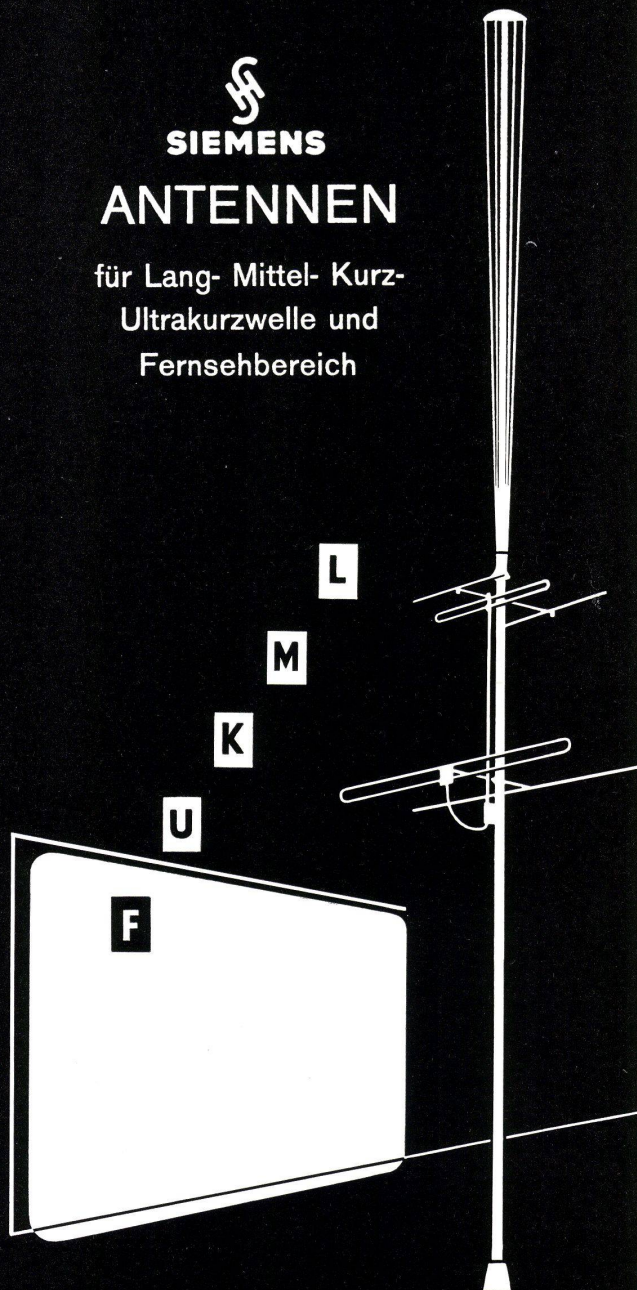 SIEMENS
ANTENNEN
für Lang- Mittel- Kurz-
Ultrakurzwelle und
Fernsehbereich
L
M
K
U
F